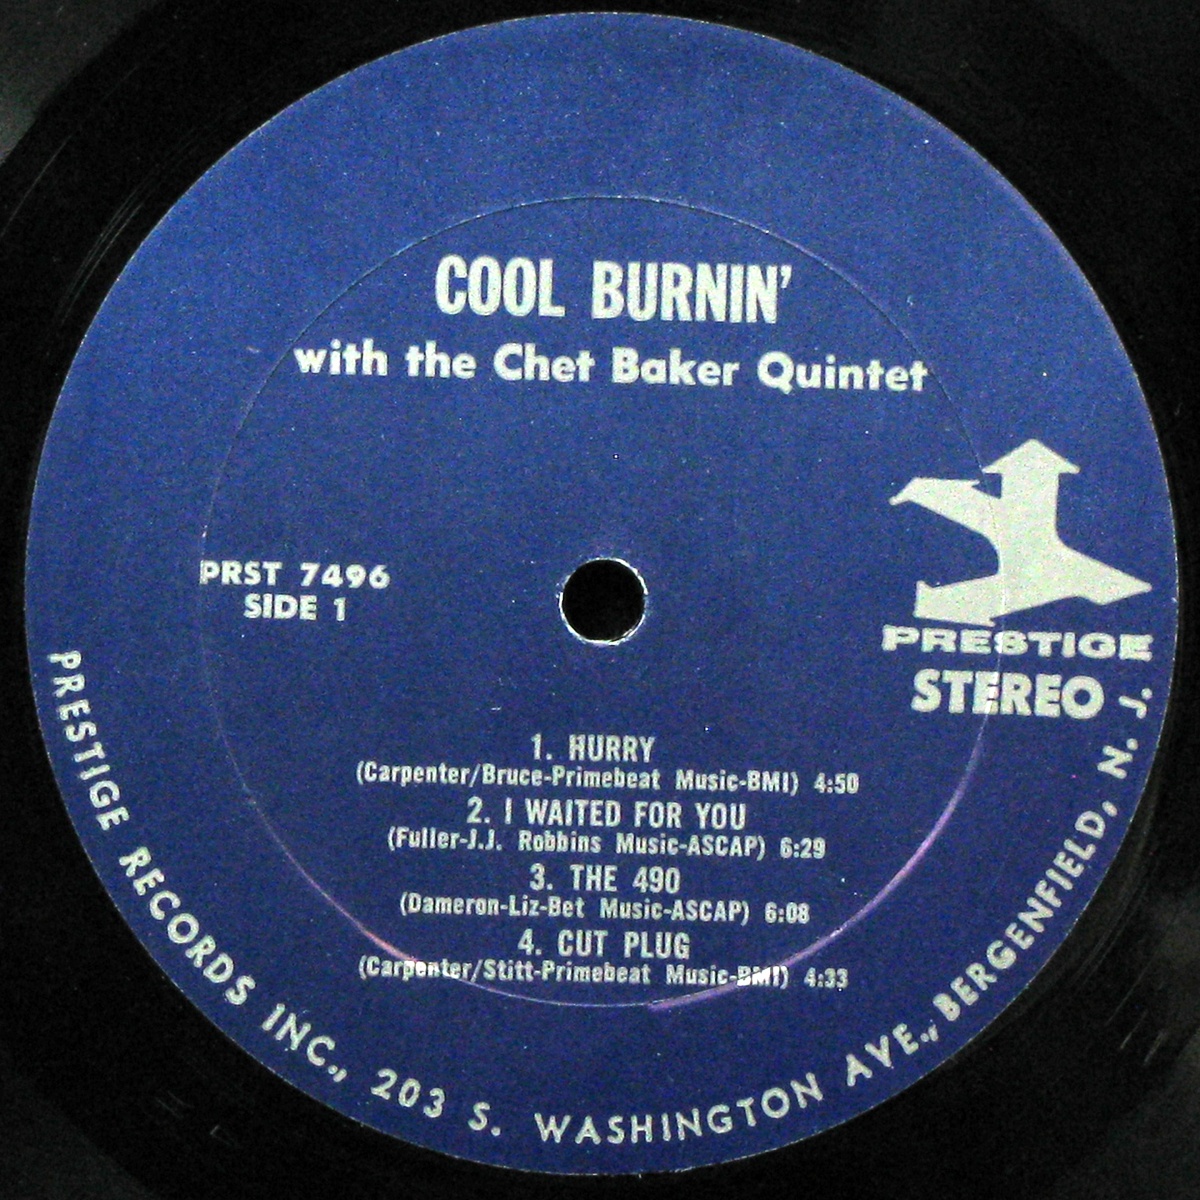 COOL BURNIN'
with the Chet Baker Quintet
PRST 7496
SIDE 1
PRESTIGE
STEREO
1. HURRY
(Carpenter/Bruce-Primebeat Music-BMI) 4:50
2. I WAITED FOR YOU
(Fuller-J.J. Robbins Music-ASCAP) 6:29
3. THE 490
(Dameron-Liz-Bet Music-ASCAP) 6:08
4. CUT PLUG
(Carpenter/Stitt-Primebeat Music-BMI) 4:33
PRESTIGE RECORDS INC., 203 S. WASHINGTON AVE., BERGENFIELD, N. J.